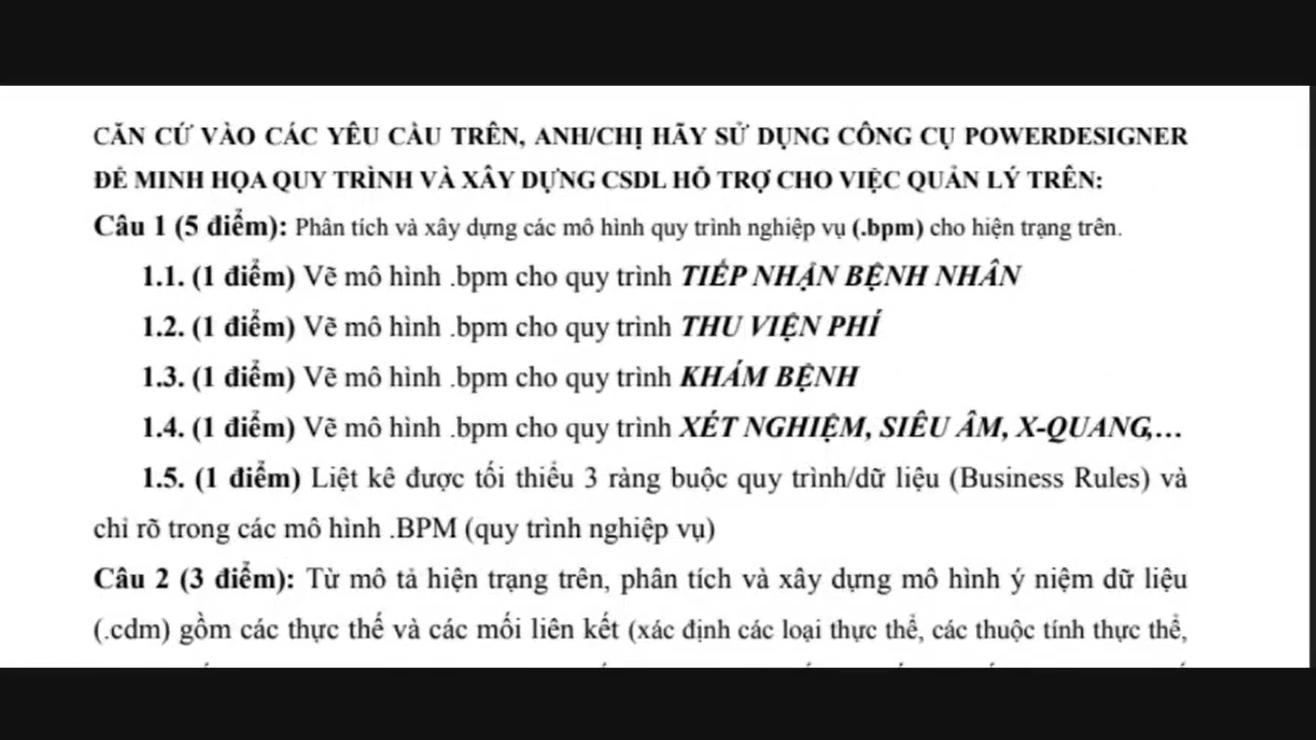 CĂN CỨ VÀO CÁC YÊU CẦU TRÊN, ANH/CHỊ HÃY SỬ DỤNG CÔNG CỤ POWERDESIGNER
ĐỂ MINH HỌA QUY TRÌNH VÀ XÂY DỰNG CSDL HỖ TRỢ CHO VIỆC QUẢN LÝ TRÊN:
Câu 1 (5 điểm): Phân tích và xây dựng các mô hình quy trình nghiệp vụ (.bpm) cho hiện trạng trên.
1.1. (1 điểm) Vẽ mô hình .bpm cho quy trình TIẾP NHẬN BỆNH NHÂN
1.2. (1 điểm) Vẽ mô hình .bpm cho quy trình THU VIỆN PHÍ
1.3. (1 điểm) Vẽ mô hình .bpm cho quy trình KHÁM BỆNH
1.4. (1 điểm) Vẽ mô hình .bpm cho quy trình XÉT NGHIỆM, SIÊU ÂM, X-QUANG,…
1.5. (1 điểm) Liệt kê được tối thiểu 3 ràng buộc quy trình/dữ liệu (Business Rules) và
chỉ rõ trong các mô hình .BPM (quy trình nghiệp vụ)
Câu 2 (3 điểm): Từ mô tả hiện trạng trên, phân tích và xây dựng mô hình ý niệm dữ liệu
(.cdm) gồm các thực thể và các mối liên kết (xác định các loại thực thể, các thuộc tính thực thể,